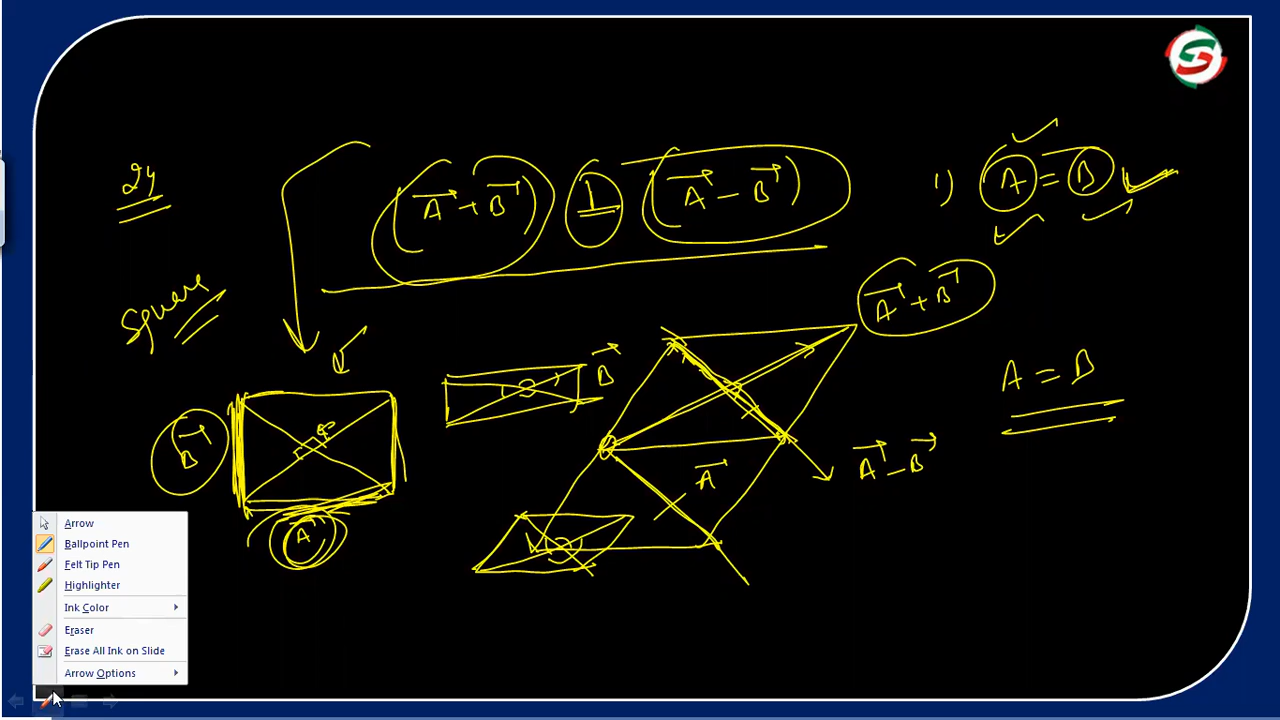 (A⃗ + B⃗) ⊥ (A⃗ − B⃗)
1) A = B
Square
A⃗ + B⃗
B⃗
A = B
B⃗
A⃗ − B⃗
A⃗
A⃗
Arrow
Ballpoint Pen
Felt Tip Pen
Highlighter
Ink Color
Eraser
Erase All Ink on Slide
Arrow Options